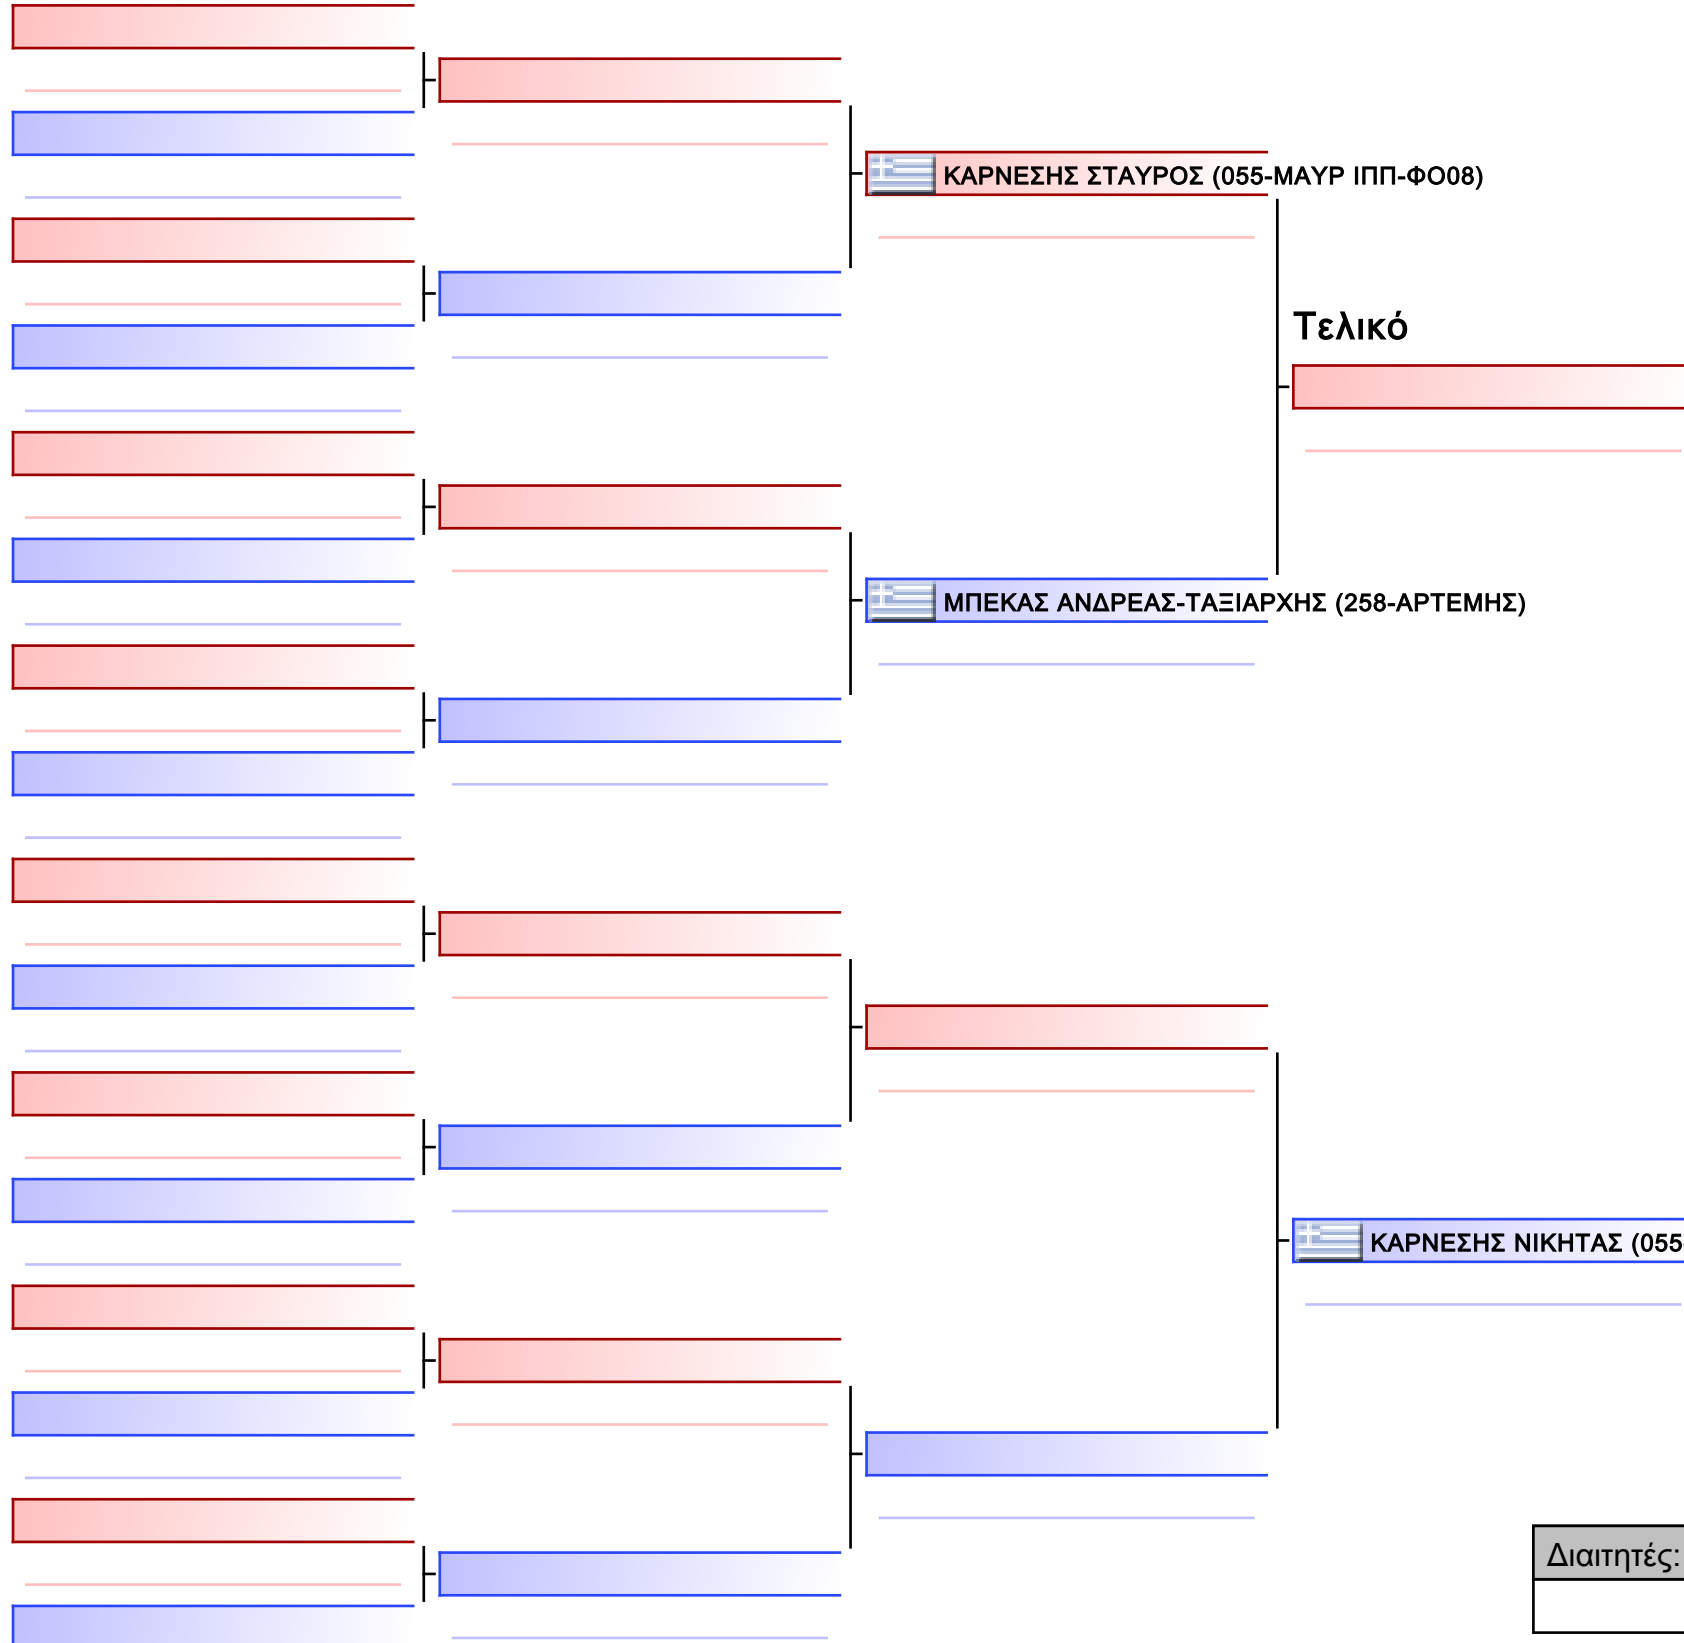 ΚΑΡΝΕΣΗΣ ΣΤΑΥΡΟΣ (055-ΜΑΥΡ ΙΠΠ-ΦΟ08)
Τελικό
ΜΠΕΚΑΣ ΑΝΔΡΕΑΣ-ΤΑΞΙΑΡΧΗΣ (258-ΑΡΤΕΜΗΣ)
ΚΑΡΝΕΣΗΣ ΝΙΚΗΤΑΣ (055
Διαιτητές: